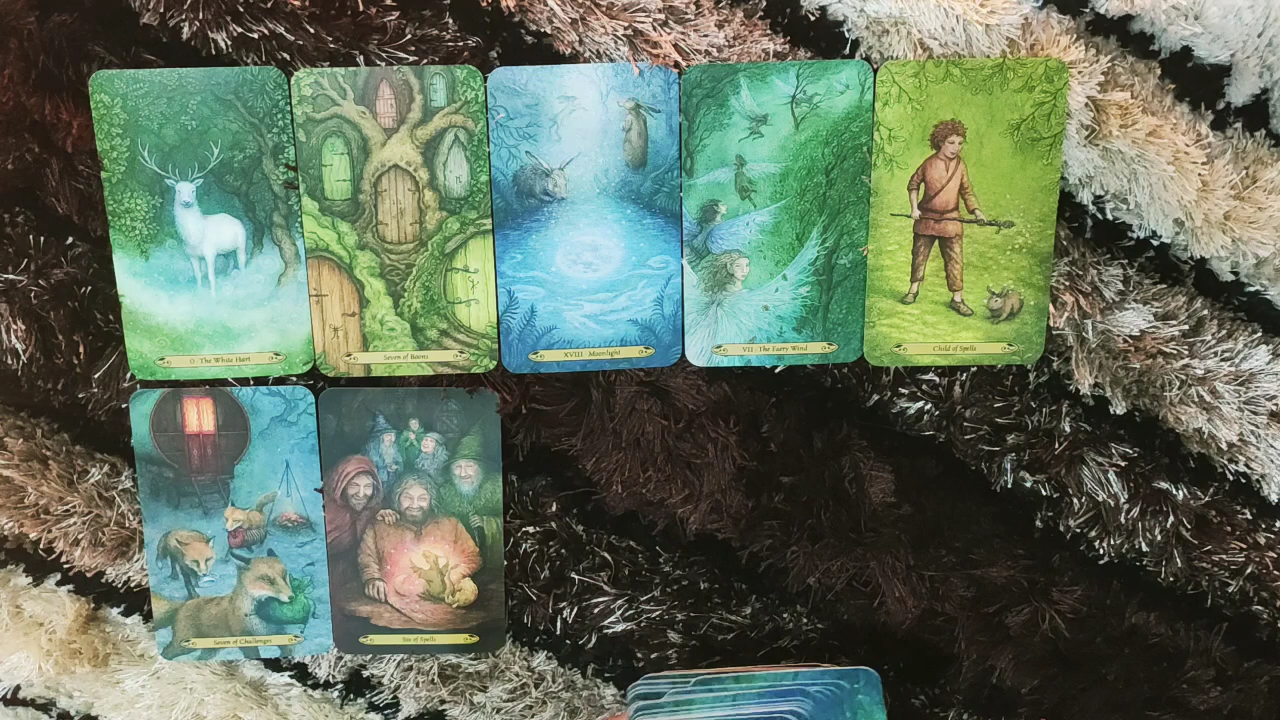 0 · The White Hart
Seven of Boons
XVIII · Moonlight
VII · The Faery Wind
Child of Spells
Seven of Challenges
Six of Spells